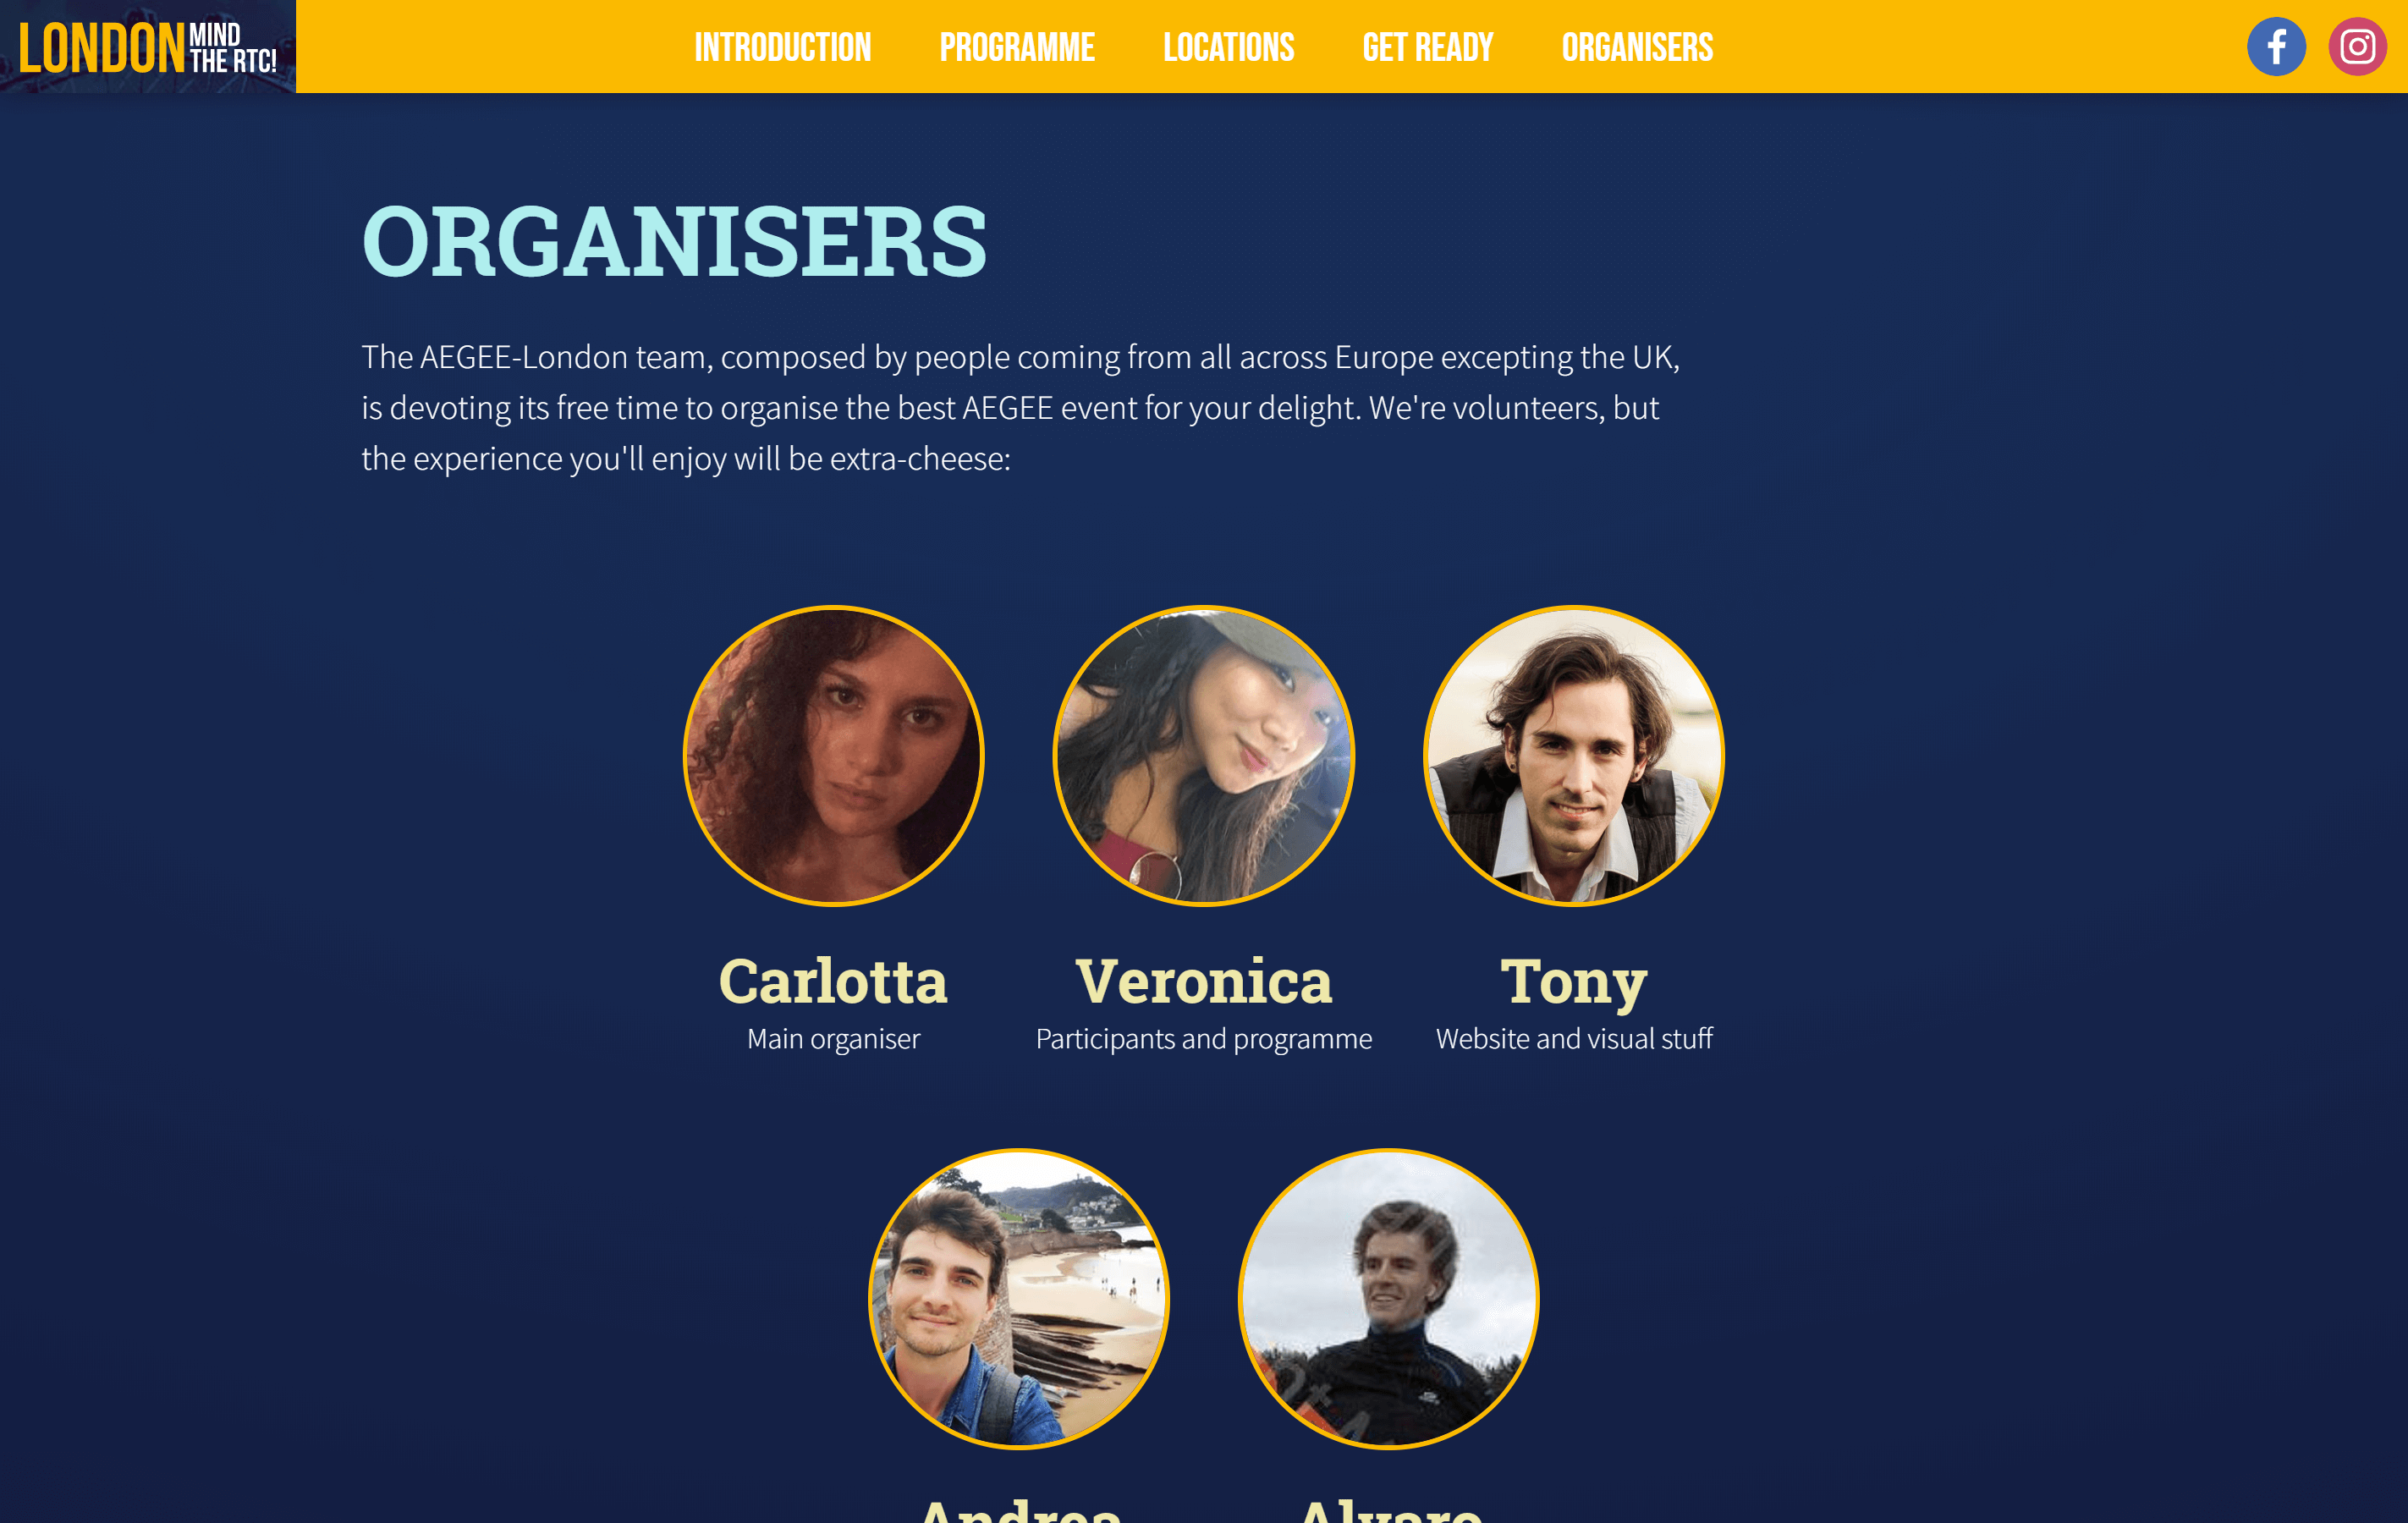 LONDON MIND
THE RTC!
INTRODUCTION
PROGRAMME
LOCATIONS
GET READY
ORGANISERS
ORGANISERS
The AEGEE-London team, composed by people coming from all across Europe excepting the UK,
is devoting its free time to organise the best AEGEE event for your delight. We're volunteers, but
the experience you'll enjoy will be extra-cheese:
Carlotta
Main organiser
Veronica
Participants and programme
Tony
Website and visual stuff
Andrea
Alvaro